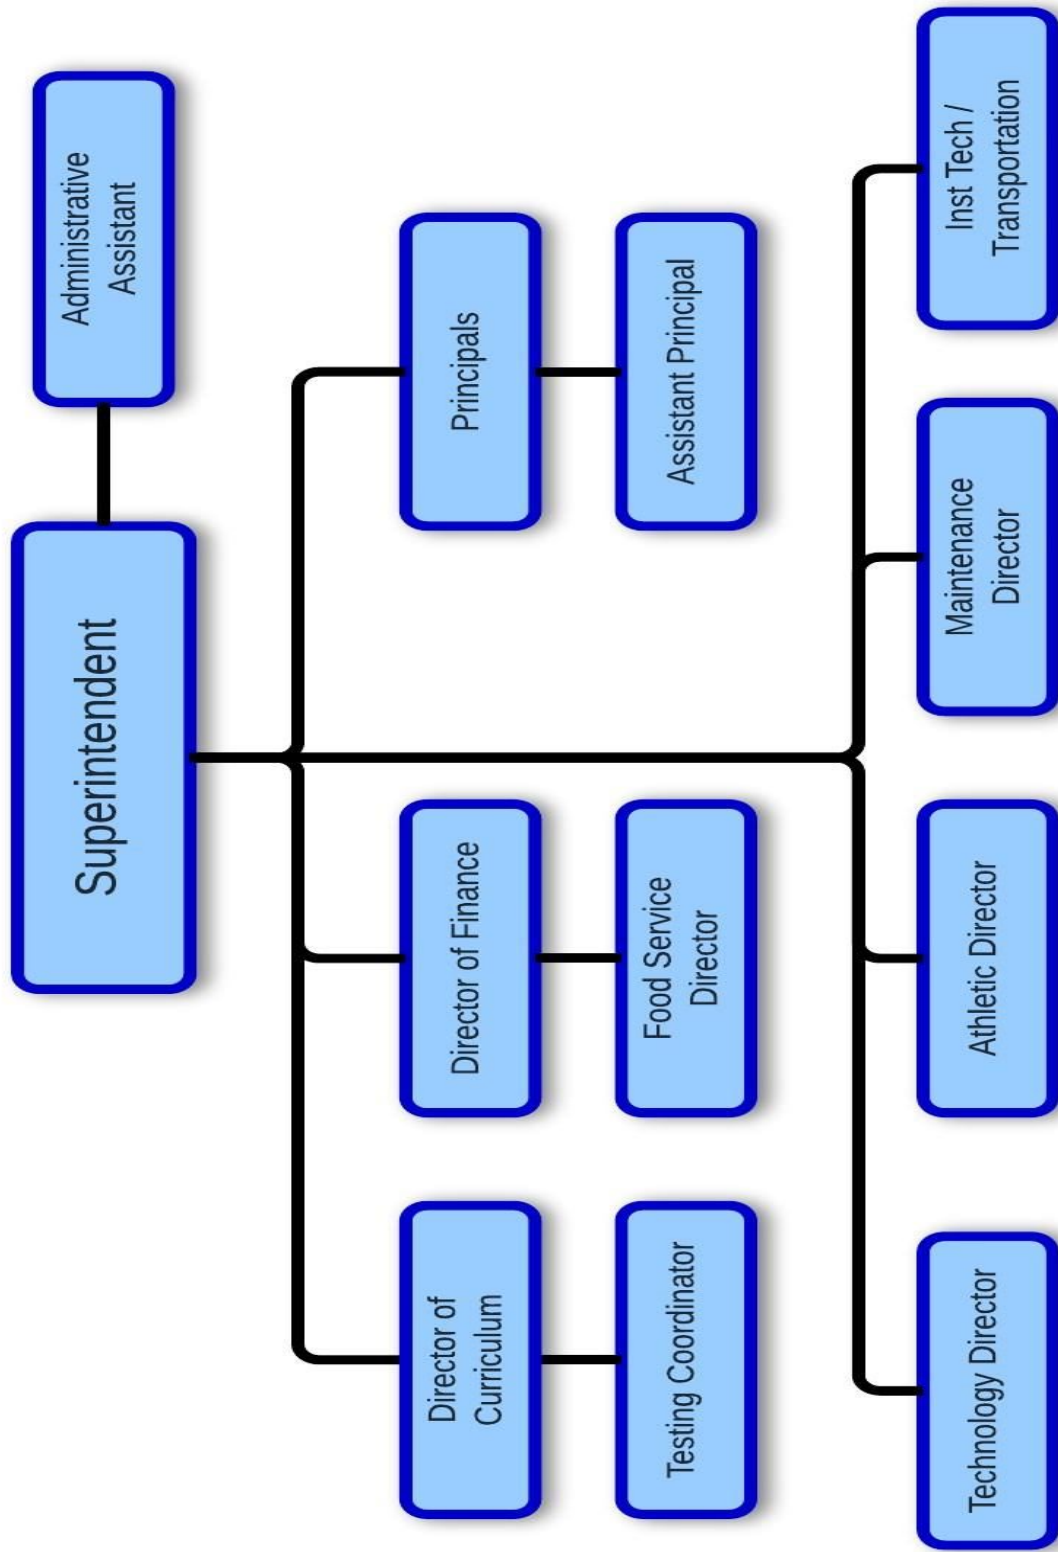 Superintendent
Administrative
Assistant
Director of
Curriculum
Director of Finance
Principals
Testing Coordinator
Food Service
Director
Assistant Principal
Technology Director
Athletic Director
Maintenance
Director
Inst Tech /
Transportation